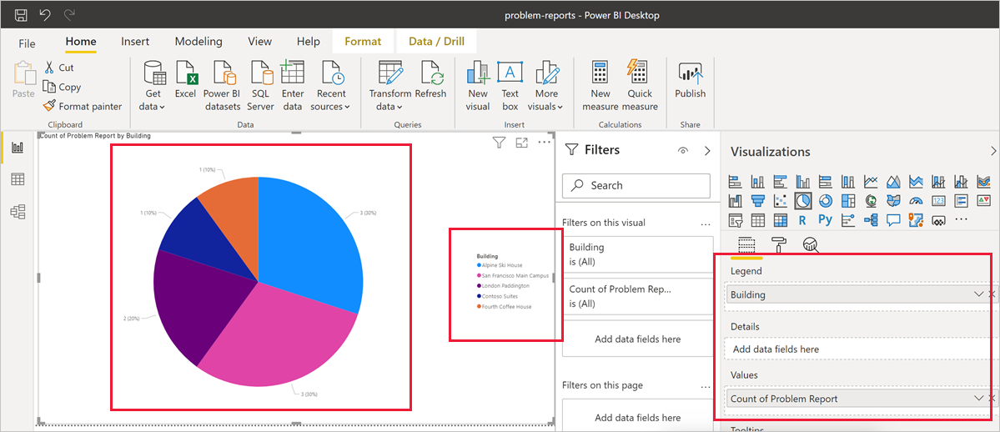 problem-reports - Power BI Desktop
File Home Insert Modeling View Help Format Data / Drill
Paste
Cut
Copy
Format painter
Clipboard
Get data
Excel
Power BI datasets
SQL Server
Enter data
Recent sources
Data
Transform data
Refresh
Queries
New visual
A
Text box
More visuals
Insert
New measure
Quick measure
Calculations
Publish
Share
Count of Problem Report by Building
1 (10%)
3 (30%)
1 (10%)
2 (20%)
3 (30%)
Building
Alpine Ski House
San Francisco Main Campus
London Paddington
Contoso Suites
Fourth Coffee House
Filters
Search
Filters on this visual
...
Building
is (All)
Count of Problem Rep...
is (All)
Add data fields here
Filters on this page
...
Add data fields here
Visualizations
123
R Py
...
Legend
Building
Details
Add data fields here
Values
Count of Problem Report
Tooltips